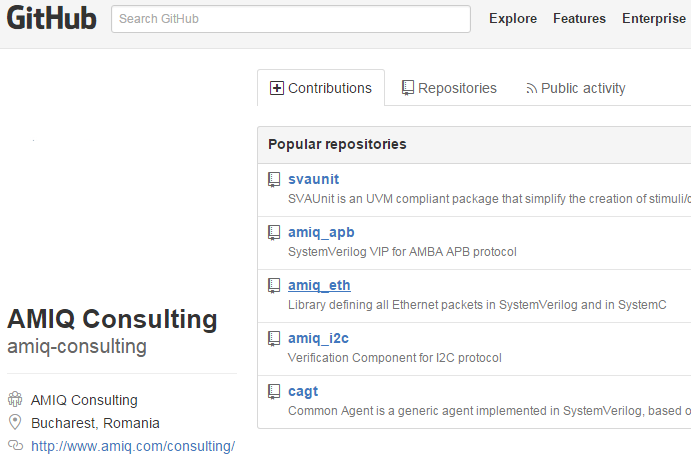 GitHub
Search GitHub
Explore Features Enterprise
Contributions Repositories Public activity
Popular repositories
svaunit
SVAUnit is an UVM compliant package that simplify the creation of stimuli/
amiq_apb
SystemVerilog VIP for AMBA APB protocol
amiq_eth
Library defining all Ethernet packets in SystemVerilog and in SystemC
amiq_i2c
Verification Component for I2C protocol
cagt
Common Agent is a generic agent implemented in SystemVerilog, based o
AMIQ Consulting
amiq-consulting
AMIQ Consulting
Bucharest, Romania
http://www.amiq.com/consulting/